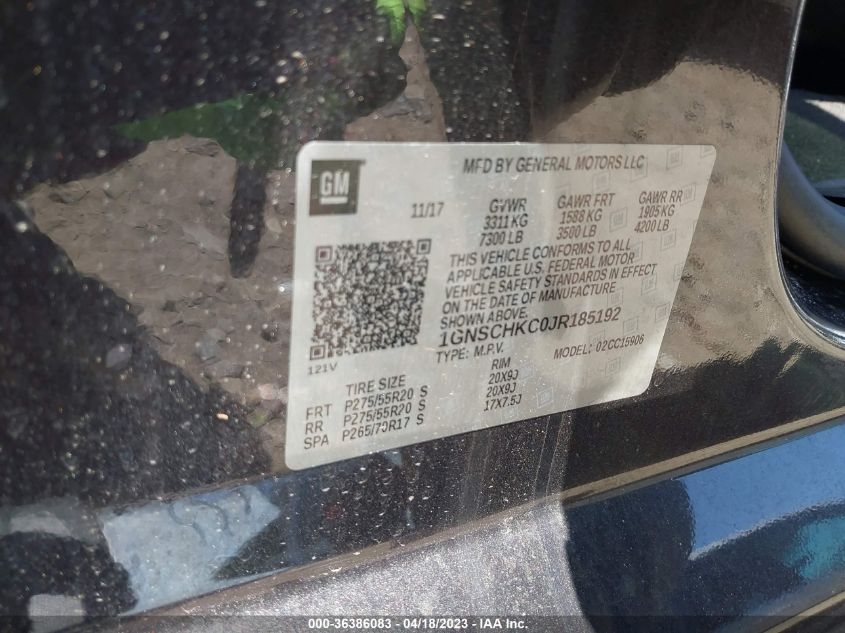 GM
MFD BY GENERAL MOTORS LLC
11/17
GVWR GAWR FRT GAWR RR
3311 KG 1588 KG 1905 KG
7300 LB 3500 LB 4200 LB
THIS VEHICLE CONFORMS TO ALL
APPLICABLE U.S. FEDERAL MOTOR
VEHICLE SAFETY STANDARDS IN EFFECT
ON THE DATE OF MANUFACTURE
SHOWN ABOVE.
1GNSCHKC0JR185192
121V
TYPE: M.P.V. MODEL: 02CC15906
TIRE SIZE RIM
FRT P275/55R20 S 20X9J
RR P275/55R20 S 20X9J
SPA P265/70R17 S 17X7.5J
000-36386083 / 04/18/2023 / IAA Inc.